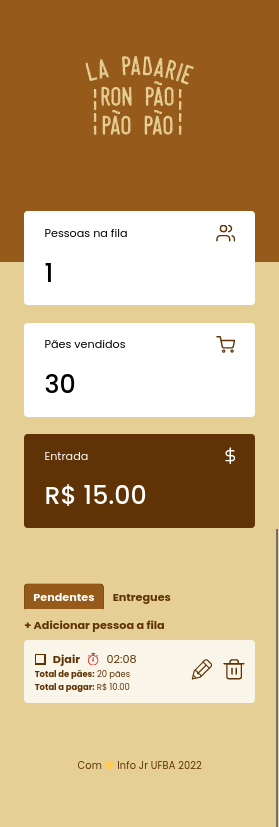 LA PADARIE
RON PÃO
PÃO PÃO
Pessoas na fila
1
Pães vendidos
30
Entrada
$
R$ 15.00
Pendentes Entregues
+ Adicionar pessoa a fila
Djair 02:08
Total de pães: 20 pães
Total a pagar: R$ 10.00
Com Info Jr UFBA 2022